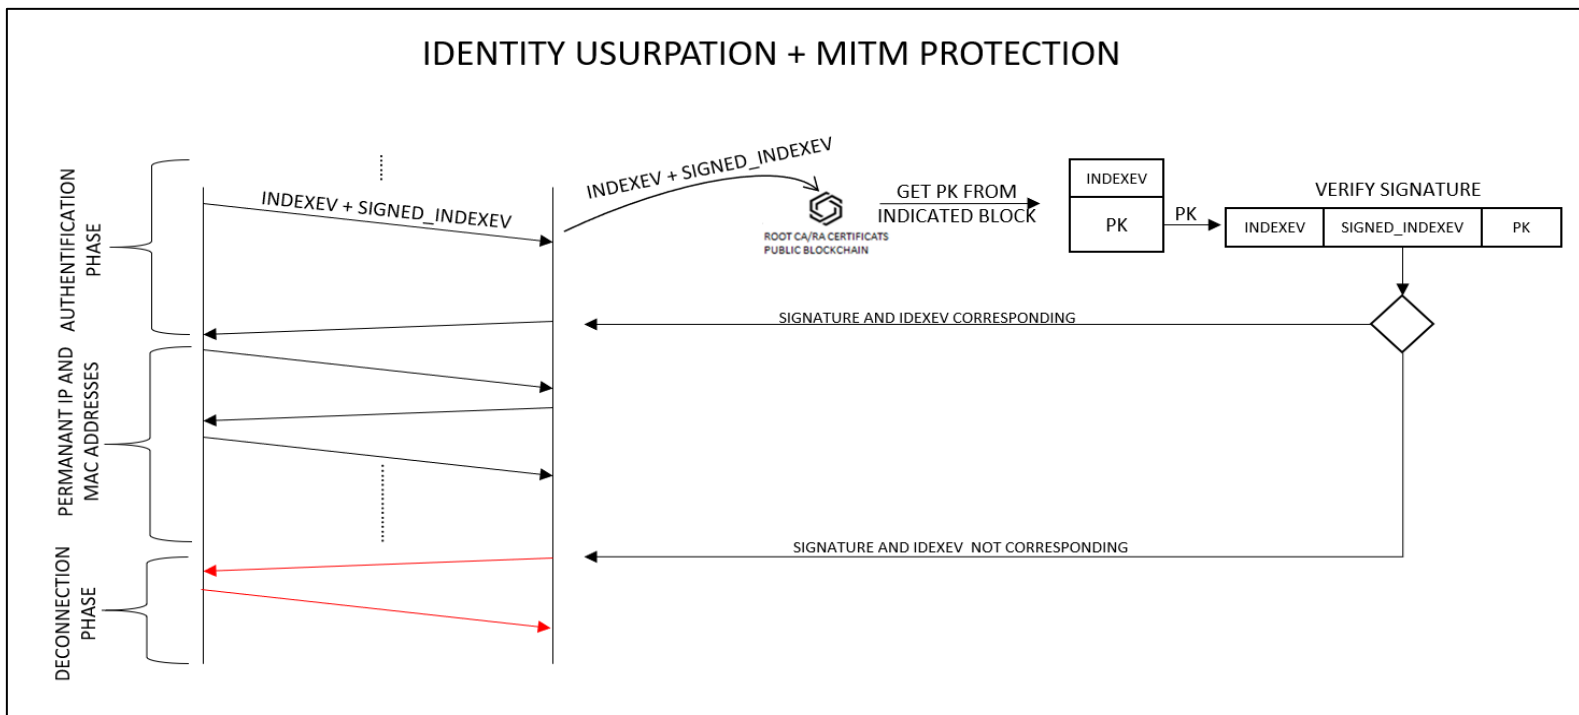 IDENTITY USURPATION + MITM PROTECTION
AUTHENTIFICATION
PHASE
INDEXEV + SIGNED_INDEXEV
INDEXEV + SIGNED_INDEXEV
ROOT CA/RA CERTIFICATS
PUBLIC BLOCKCHAIN
GET PK FROM
INDICATED BLOCK
INDEXEV
PK
PK
VERIFY SIGNATURE
INDEXEV
SIGNED_INDEXEV
PK
SIGNATURE AND IDEXEV CORRESPONDING
PERMANANT IP AND
MAC ADDRESSES
SIGNATURE AND IDEXEV NOT CORRESPONDING
DECONNECTION
PHASE